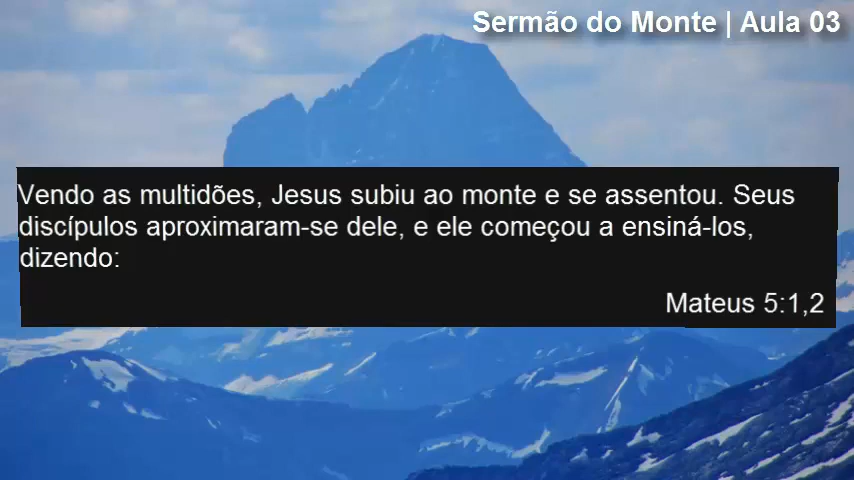 Sermão do Monte | Aula 03
Vendo as multidões, Jesus subiu ao monte e se assentou. Seus
discípulos aproximaram-se dele, e ele começou a ensiná-los,
dizendo:
Mateus 5:1,2